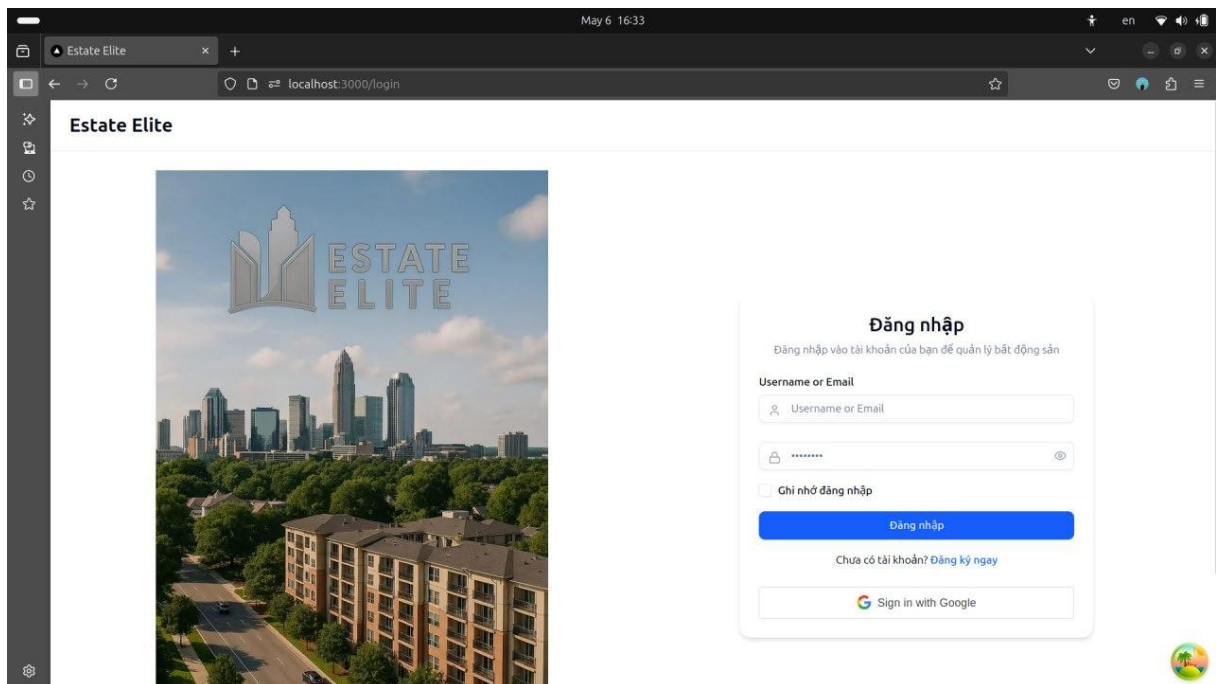 May 6 16:33
en
Estate Elite
localhost:3000/login
Estate Elite
ESTATE
ELITE
Đăng nhập
Đăng nhập vào tài khoản của bạn để quản lý bất động sản
Username or Email
Username or Email
••••••••
Ghi nhớ đăng nhập
Đăng nhập
Chưa có tài khoản? Đăng ký ngay
Sign in with Google